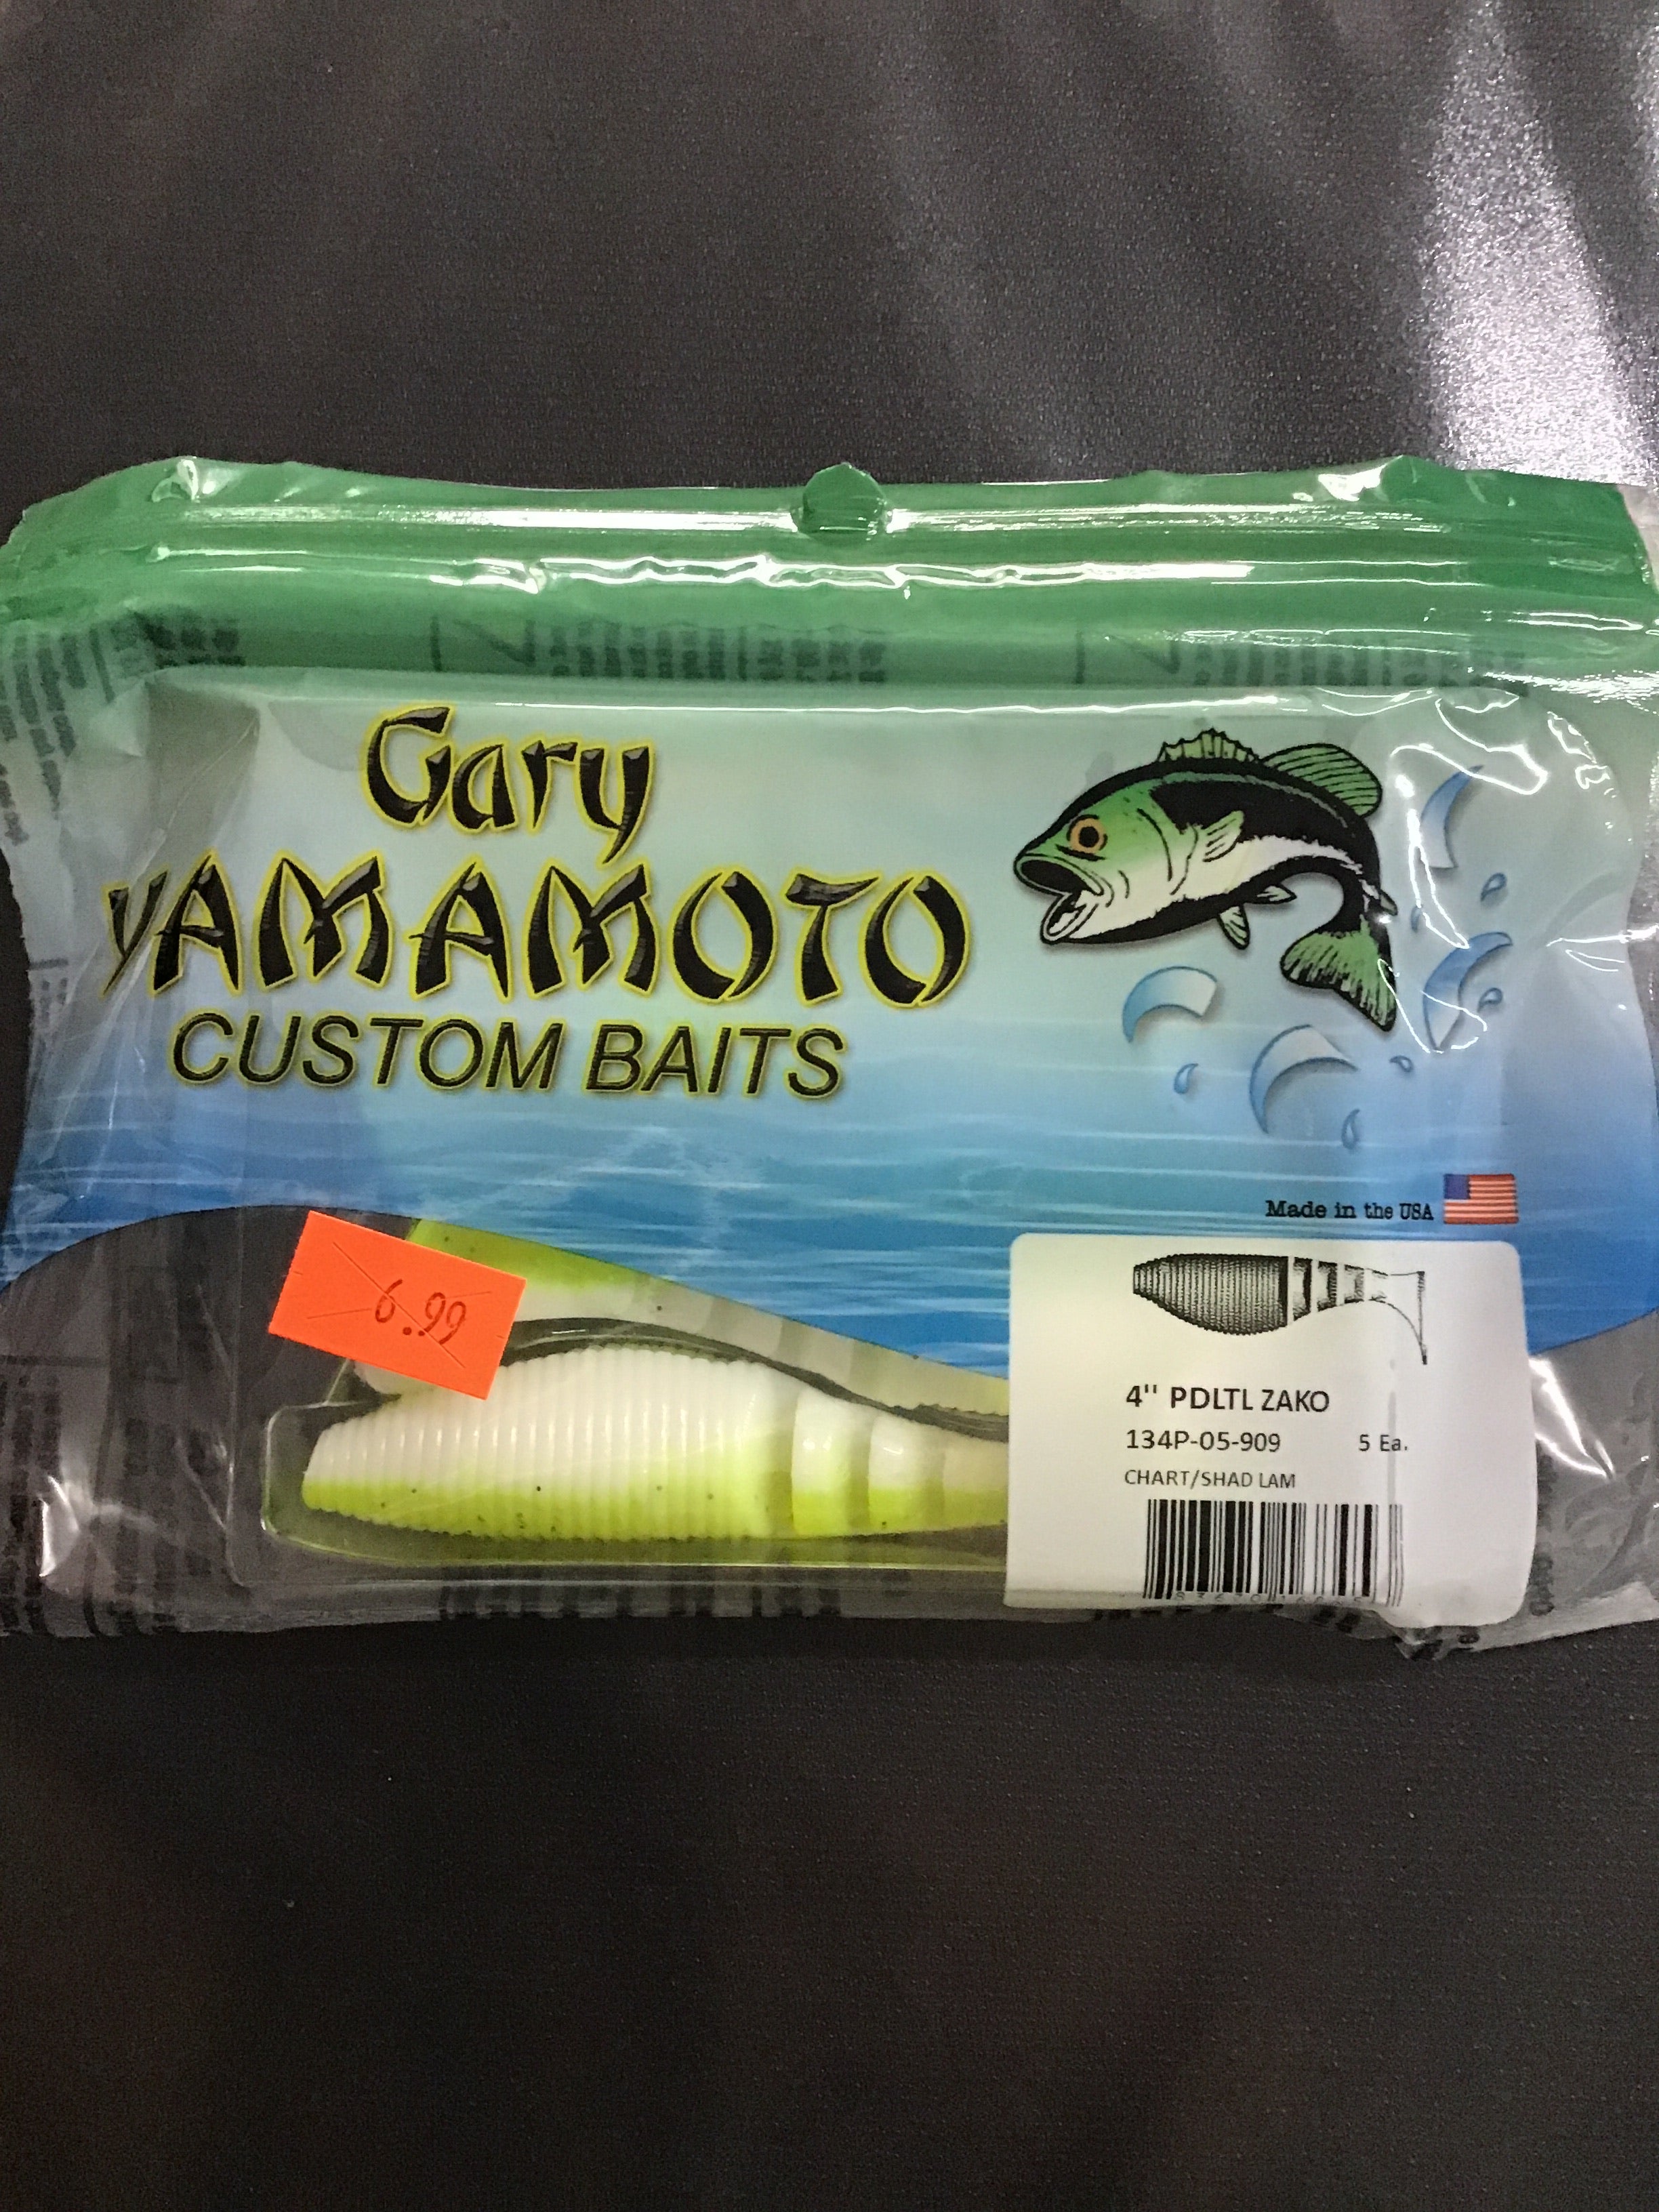 Gary
YAMAMOTO
CUSTOM BAITS
Made in the USA
6.99
4" PDLTL ZAKO
134P-05-909 5 Ea.
CHART/SHAD LAM